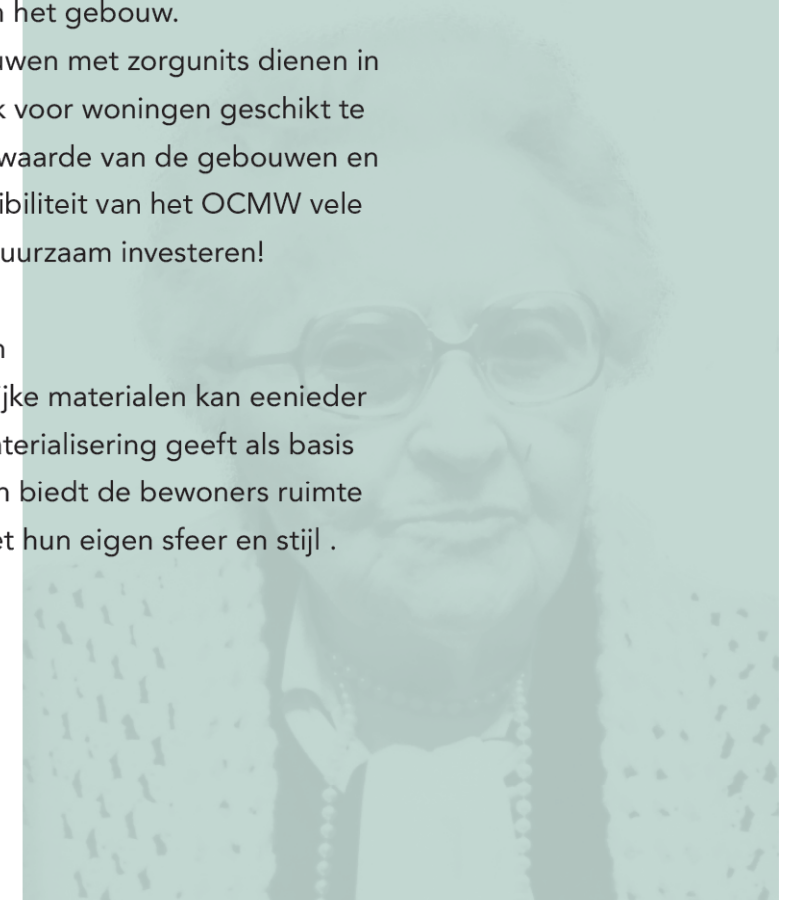 n het gebouw.
uwen met zorgunits dienen in
k voor woningen geschikt te
waarde van de gebouwen en
ibiliteit van het OCMW vele
uurzaam investeren!
n
ijke materialen kan eenieder
aterialisering geeft als basis
n biedt de bewoners ruimte
et hun eigen sfeer en stijl .